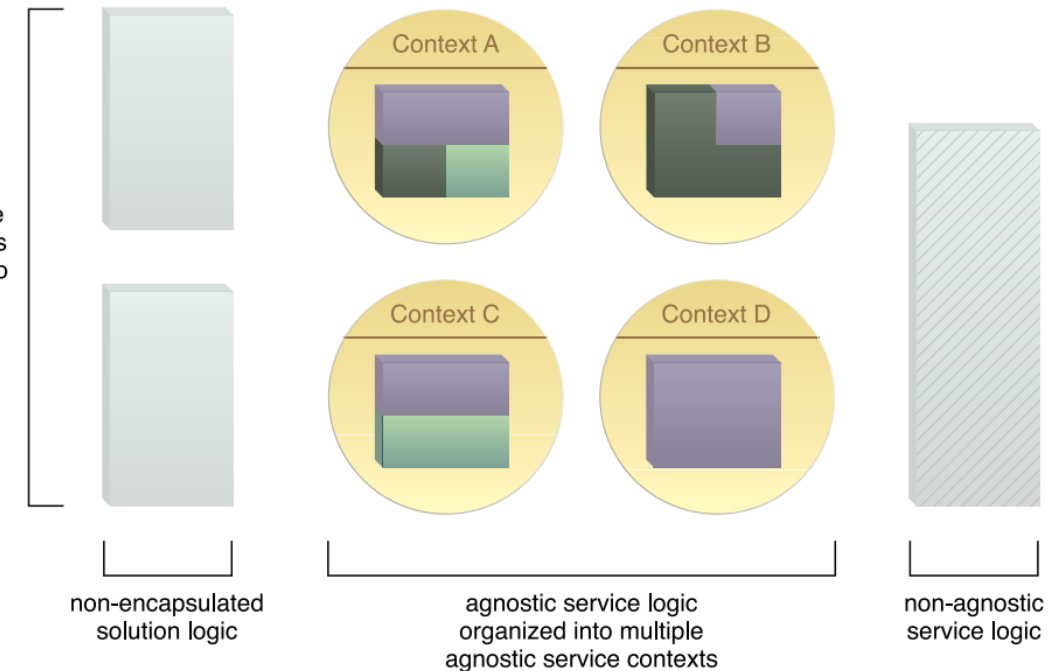 Context A
Context B
Context C
Context D
non-encapsulated
solution logic
agnostic service logic
organized into multiple
agnostic service contexts
non-agnostic
service logic